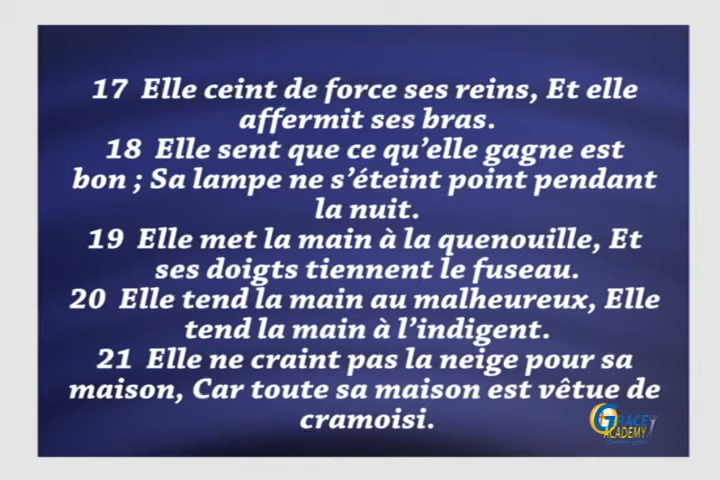 17 Elle ceint de force ses reins, Et elle
affermit ses bras.
18 Elle sent que ce qu’elle gagne est
bon ; Sa lampe ne s’éteint point pendant
la nuit.
19 Elle met la main à la quenouille, Et
ses doigts tiennent le fuseau.
20 Elle tend la main au malheureux, Elle
tend la main à l’indigent.
21 Elle ne craint pas la neige pour sa
maison, Car toute sa maison est vêtue de
cramoisi.
GRACE
ACADEMY